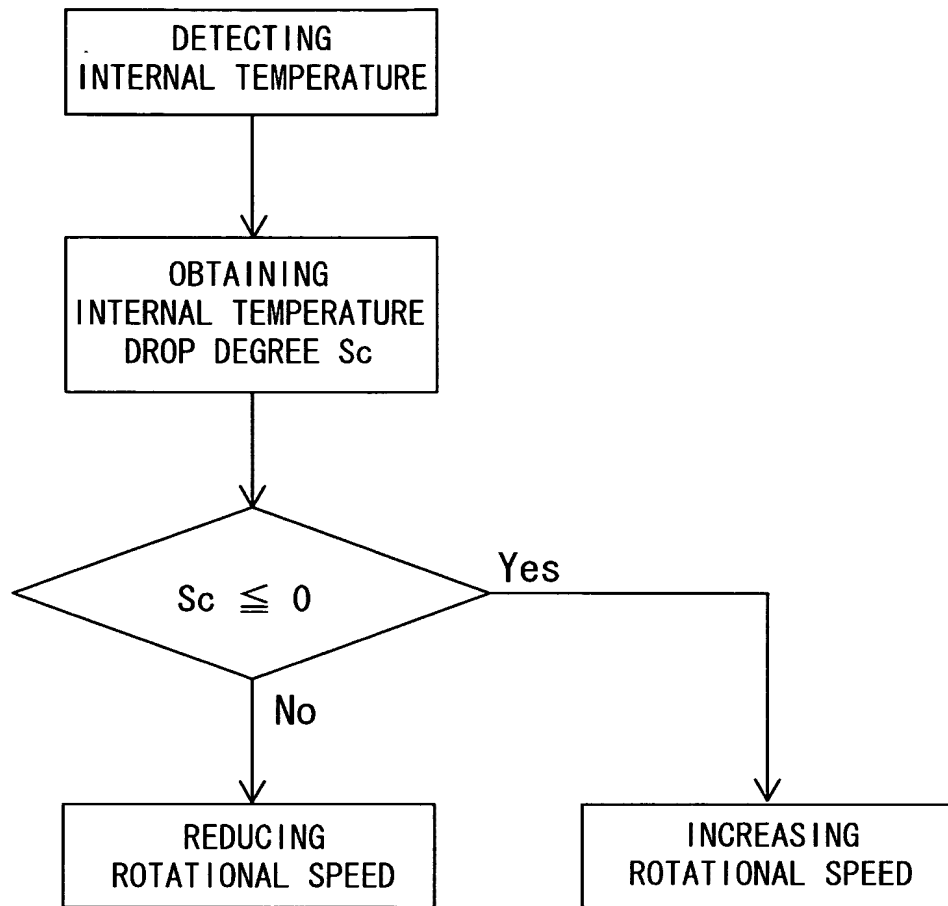 DETECTING
INTERNAL TEMPERATURE
OBTAINING
INTERNAL TEMPERATURE
DROP DEGREE Sc
Sc ≦ 0
Yes
No
REDUCING
ROTATIONAL SPEED
INCREASING
ROTATIONAL SPEED